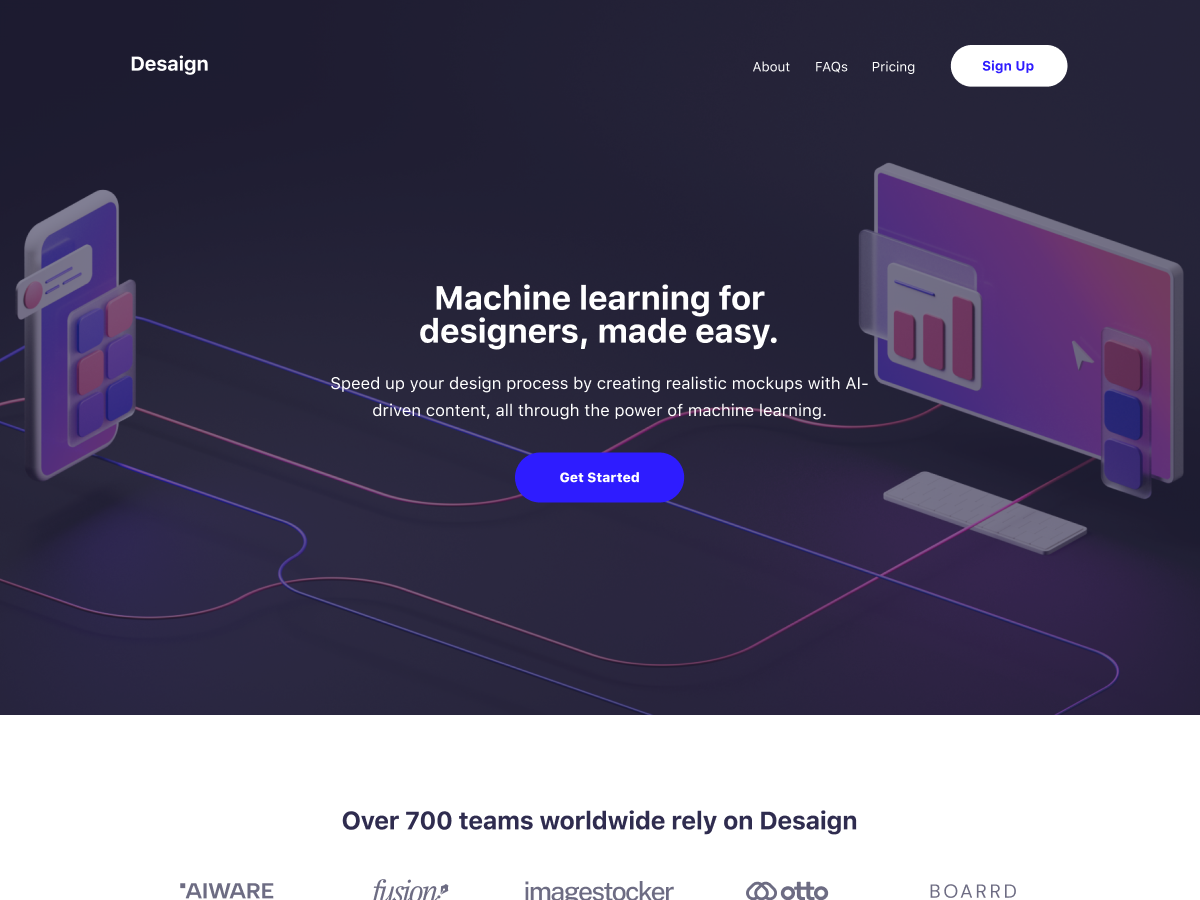 Desaign
About FAQs Pricing Sign Up
Machine learning for
designers, made easy.
Speed up your design process by creating realistic mockups with AI-
driven content, all through the power of machine learning.
Get Started
Over 700 teams worldwide rely on Desaign
AIWARE fusion imagestocker otto BOARRD